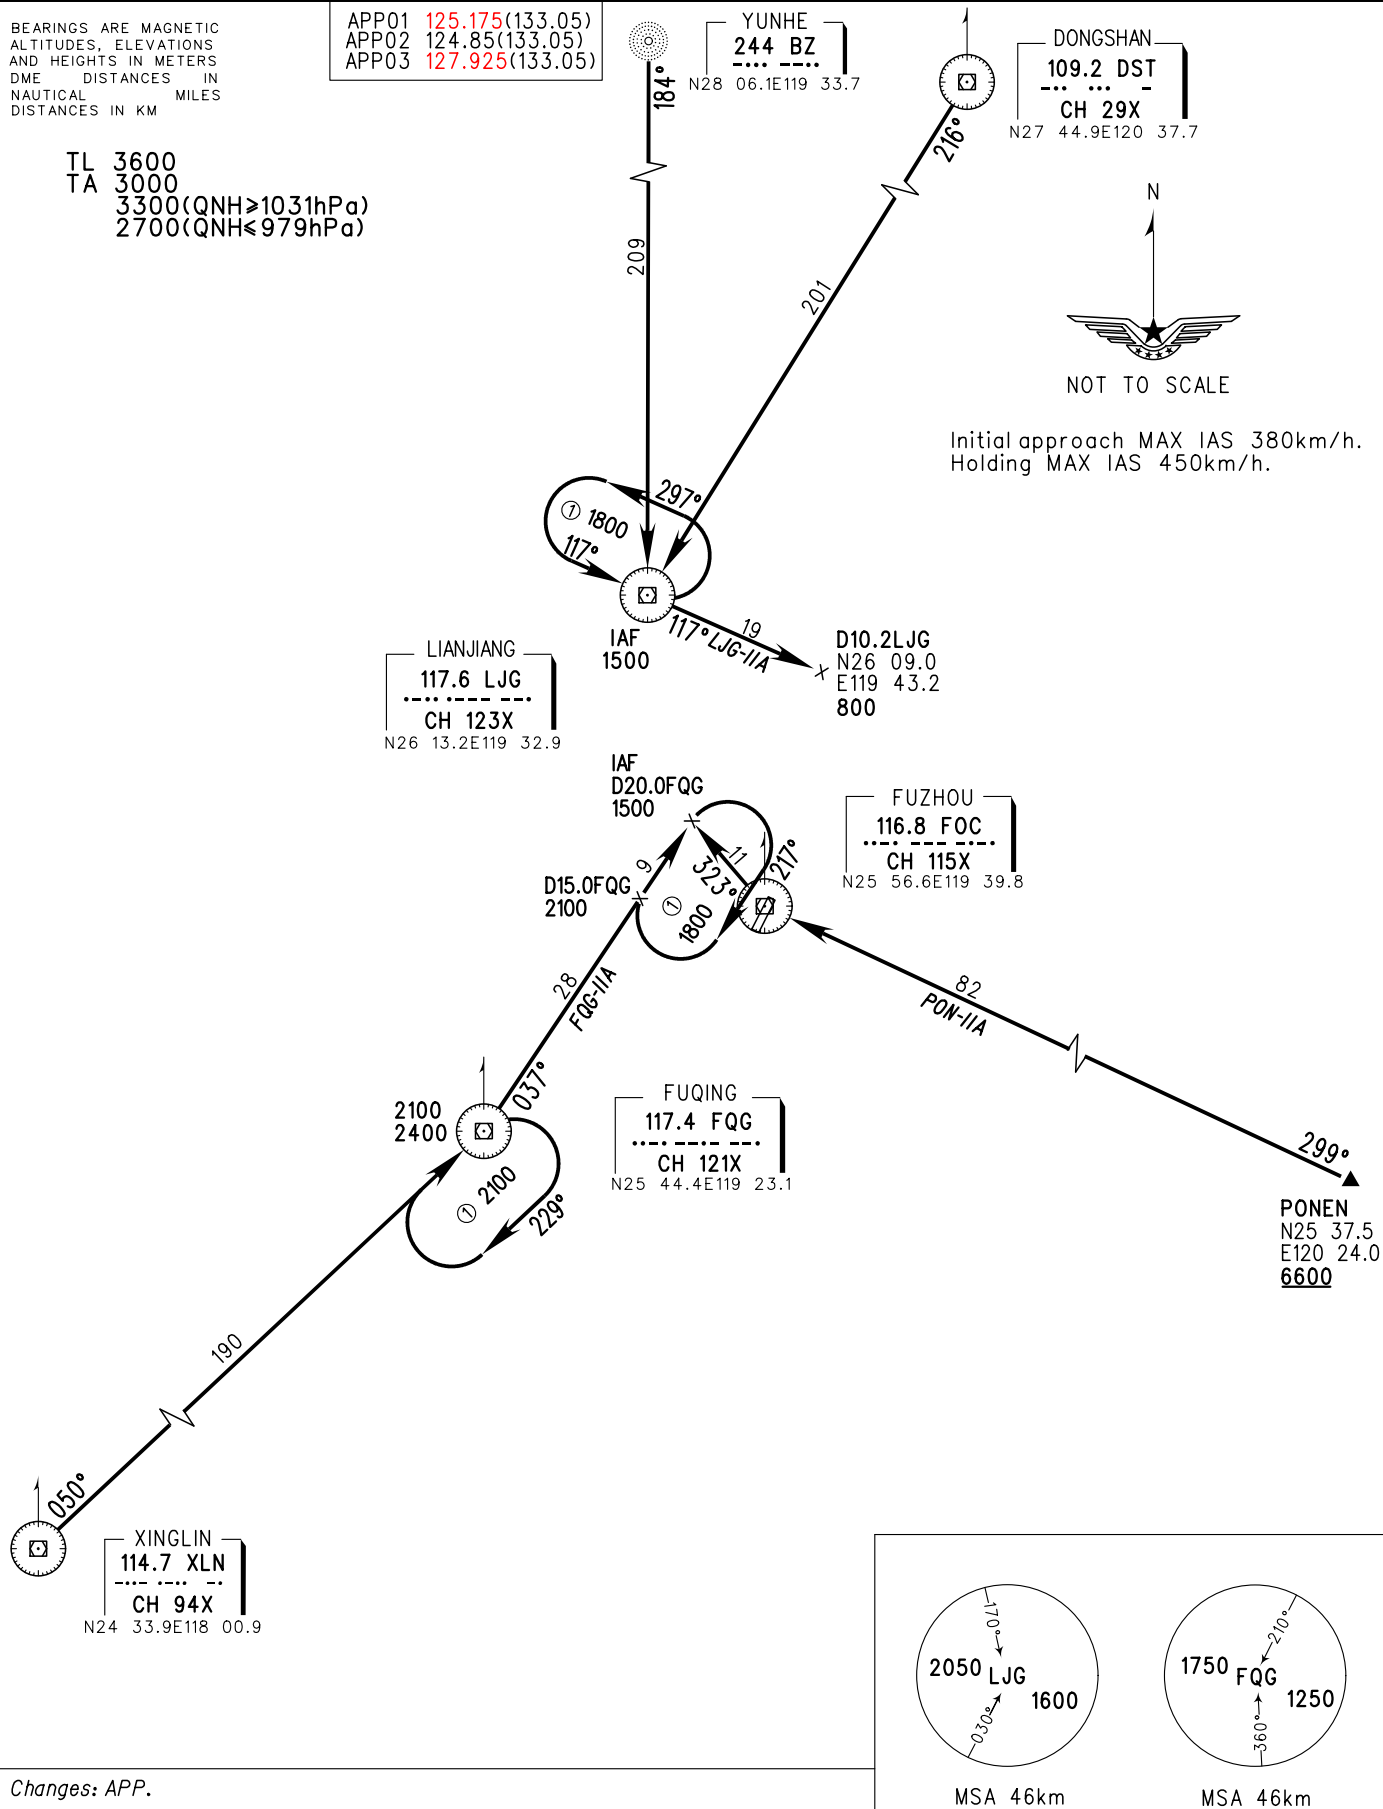 BEARINGS ARE MAGNETIC
ALTITUDES, ELEVATIONS
AND HEIGHTS IN METERS
DME DISTANCES IN
NAUTICAL MILES
DISTANCES IN KM
TL 3600
TA 3000
3300(QNH≥1031hPa)
2700(QNH≤979hPa)
APP01 125.175(133.05)
APP02 124.85(133.05)
APP03 127.925(133.05)
YUNHE
244 BZ
N28 06.1E119 33.7
DONGSHAN
109.2 DST
CH 29X
N27 44.9E120 37.7
184°
216°
209
201
N
NOT TO SCALE
Initial approach MAX IAS 380km/h.
Holding MAX IAS 450km/h.
297°
① 1800
117°
IAF
1500
117° LJG-11A
19
D10.2LJG
N26 09.0
E119 43.2
800
LIANJIANG
117.6 LJG
CH 123X
N26 13.2E119 32.9
IAF
D20.0FQG
1500
FUZHOU
116.8 FOC
CH 115X
N25 56.6E119 39.8
D15.0FQG
2100
9
11
323°
217°
① 1800
28
FQG-11A
037°
82
PON-11A
299°
PONEN
N25 37.5
E120 24.0
6600
FUQING
117.4 FQG
CH 121X
N25 44.4E119 23.1
2100
2400
① 2100
229°
190
050°
XINGLIN
114.7 XLN
CH 94X
N24 33.9E118 00.9
170°
2050 LJG
1600
030°
MSA 46km
210°
1750 FQG
1250
360°
MSA 46km
Changes: APP.